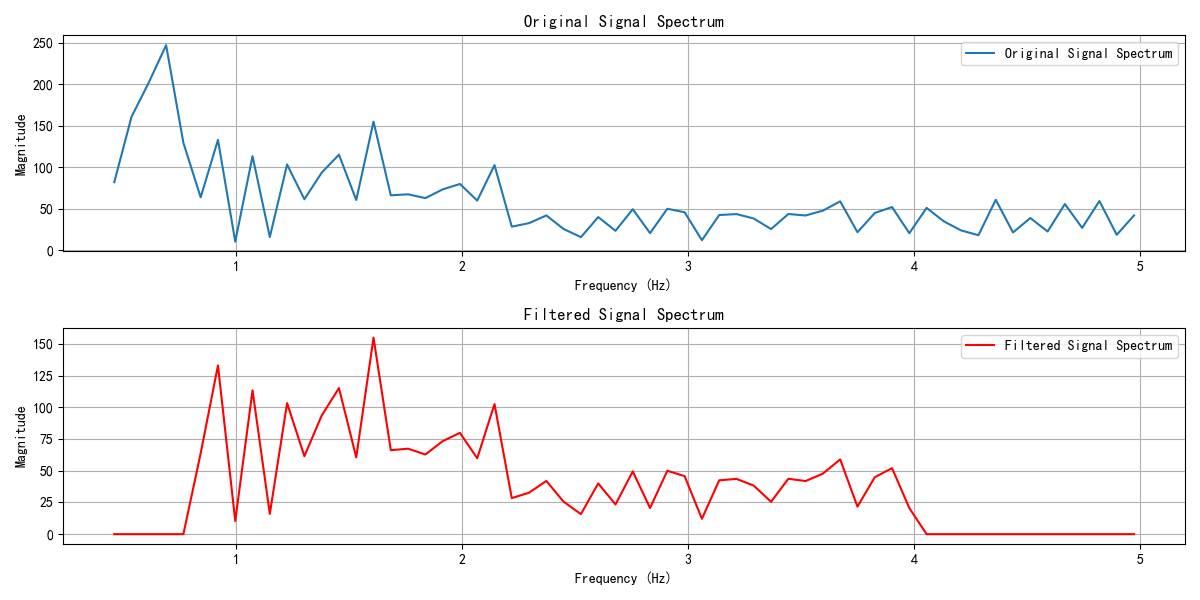 Original Signal Spectrum
250
200
150
100
50
0
Magnitude
Original Signal Spectrum
1 2 3 4 5
Frequency (Hz)
Filtered Signal Spectrum
150
125
100
75
50
25
0
Magnitude
Filtered Signal Spectrum
1 2 3 4 5
Frequency (Hz)